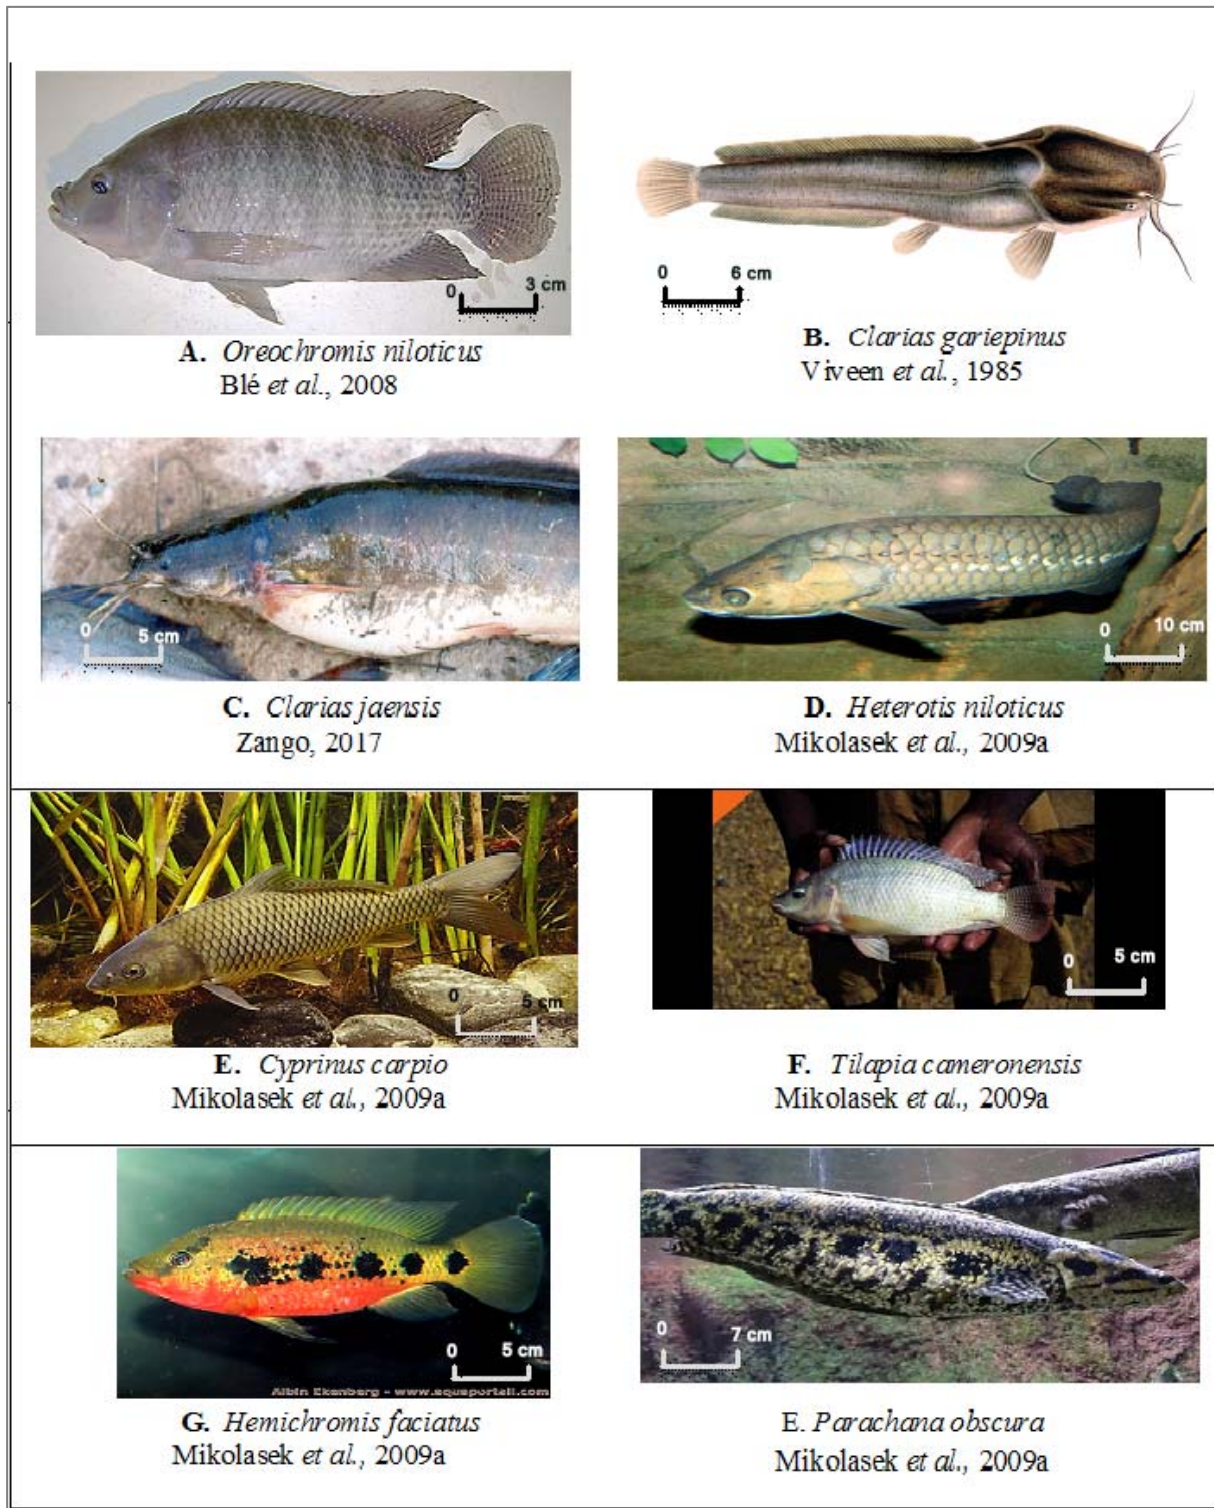 0 3 cm
A. Oreochromis niloticus
Blé et al., 2008
0 6 cm
B. Clarias gariepinus
Viveen et al., 1985
0 5 cm
C. Clarias jaensis
Zango, 2017
0 10 cm
D. Heterotis niloticus
Mikolasek et al., 2009a
0 5 cm
E. Cyprinus carpio
Mikolasek et al., 2009a
0 5 cm
F. Tilapia cameronensis
Mikolasek et al., 2009a
0 5 cm
Albin Ekenberg - www.aquaportail.com
G. Hemichromis faciatus
Mikolasek et al., 2009a
0 7 cm
E. Parachana obscura
Mikolasek et al., 2009a